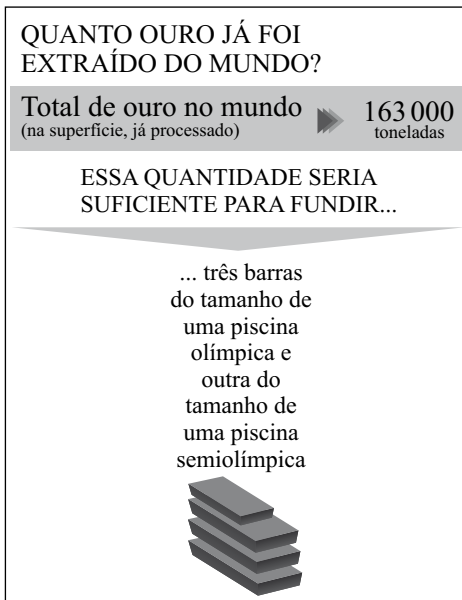 QUANTO OURO JÁ FOI
EXTRAÍDO DO MUNDO?
Total de ouro no mundo
(na superfície, já processado)
163 000
toneladas
ESSA QUANTIDADE SERIA
SUFICIENTE PARA FUNDIR...
... três barras
do tamanho de
uma piscina
olímpica e
outra do
tamanho de
uma piscina
semiolímpica